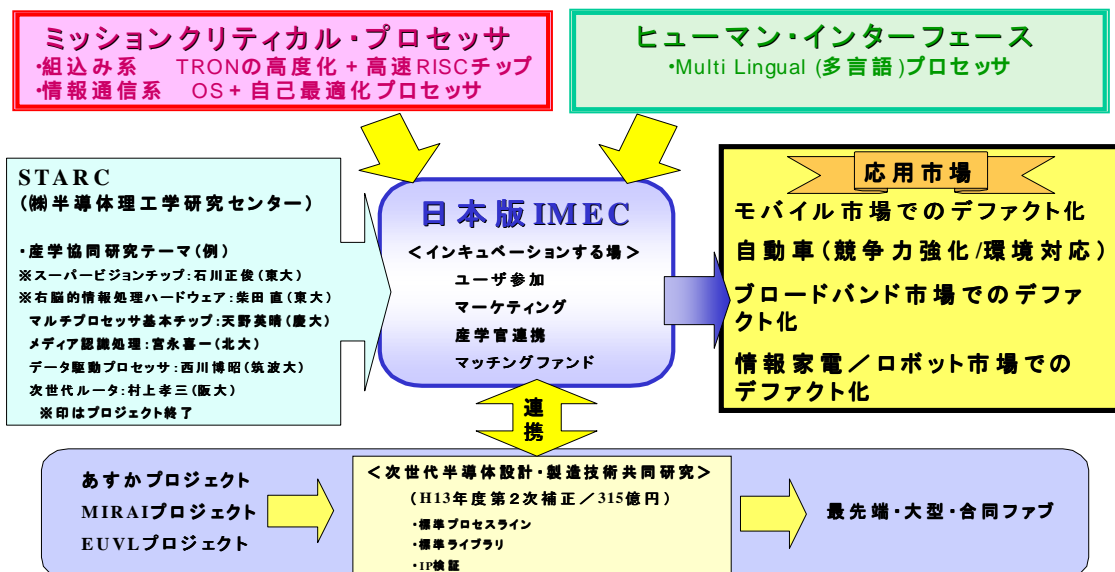 ミッションクリティカル・プロセッサ
・組込み系 TRONの高度化 + 高速RISCチップ
・情報通信系 OS + 自己最適化プロセッサ
ヒューマン・インターフェース
・Multi Lingual (多言語)プロセッサ
STARC
(㈱半導体理工学研究センター)
・産学協同研究テーマ(例)
※スーパービジョンチップ:石川正俊(東大)
※右脳的情報処理ハードウェア:柴田 直(東大)
マルチプロセッサ基本チップ:天野英晴(慶大)
メディア認識処理:宮永喜一(北大)
データ駆動プロセッサ:西川博昭(筑波大)
次世代ルータ:村上孝三(阪大)
※印はプロジェクト終了
日本版IMEC
<インキュベーションする場>
ユーザ参加
マーケティング
産学官連携
マッチングファンド
応用市場
モバイル市場でのデファクト化
自動車(競争力強化/環境対応)
ブロードバンド市場でのデファ
クト化
情報家電/ロボット市場での
デファクト化
連
携
あすかプロジェクト
MIRAIプロジェクト
EUVLプロジェクト
<次世代半導体設計・製造技術共同研究>
(H13年度第2次補正/315億円)
・標準プロセスライン
・標準ライブラリ
・IP検証
最先端・大型・合同ファブ